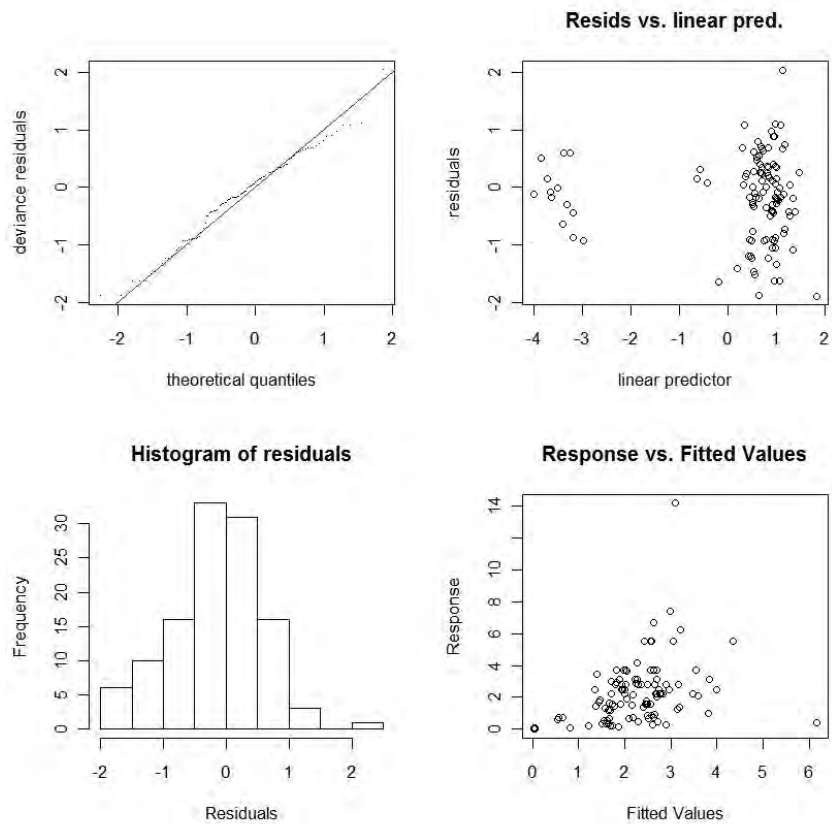 2
1
0
-1
-2
deviance residuals
-2 -1 0 1 2
theoretical quantiles
Resids vs. linear pred.
2
1
0
-1
-2
residuals
-4 -3 -2 -1 0 1 2
linear predictor
Histogram of residuals
30
25
20
15
10
5
0
Frequency
-2 -1 0 1 2
Residuals
Response vs. Fitted Values
14
10
8
6
4
2
0
Response
0 1 2 3 4 5 6
Fitted Values